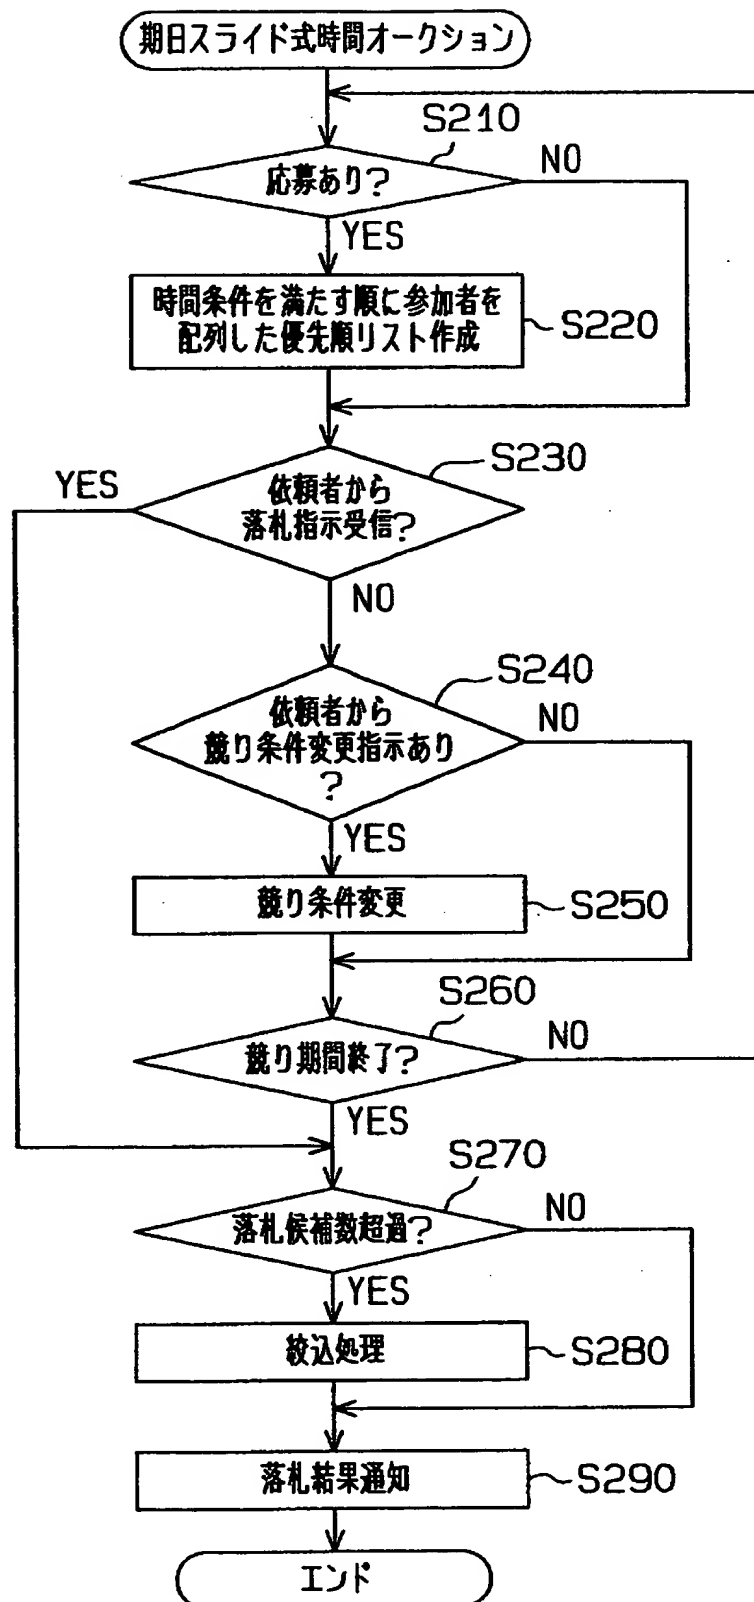 期日スライド式時間オークション
S210
応募あり?
NO
YES
時間条件を満たす順に参加者を
配列した優先順リスト作成
S220
S230
YES
依頼者から
落札指示受信?
NO
S240
依頼者から
競り条件変更指示あり
?
NO
YES
競り条件変更
S250
S260
競り期間終了?
NO
YES
S270
落札候補数超過?
NO
YES
絞込処理
S280
落札結果通知
S290
エンド